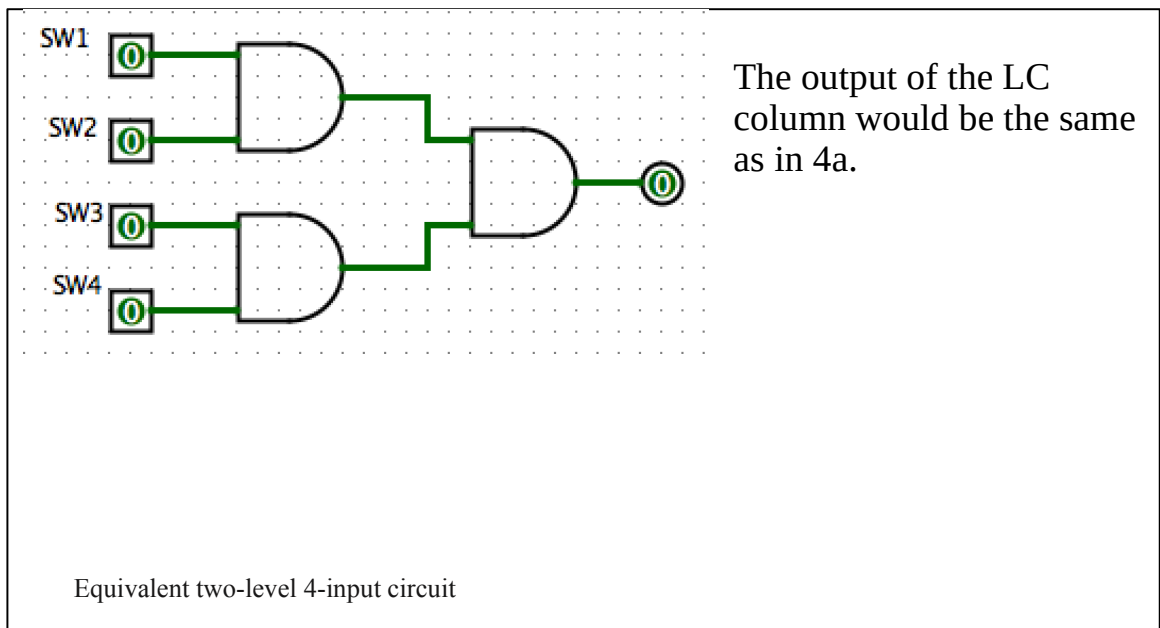 SW1
0
SW2
0
SW3
0
SW4
0
0
The output of the LC
column would be the same
as in 4a.
Equivalent two-level 4-input circuit